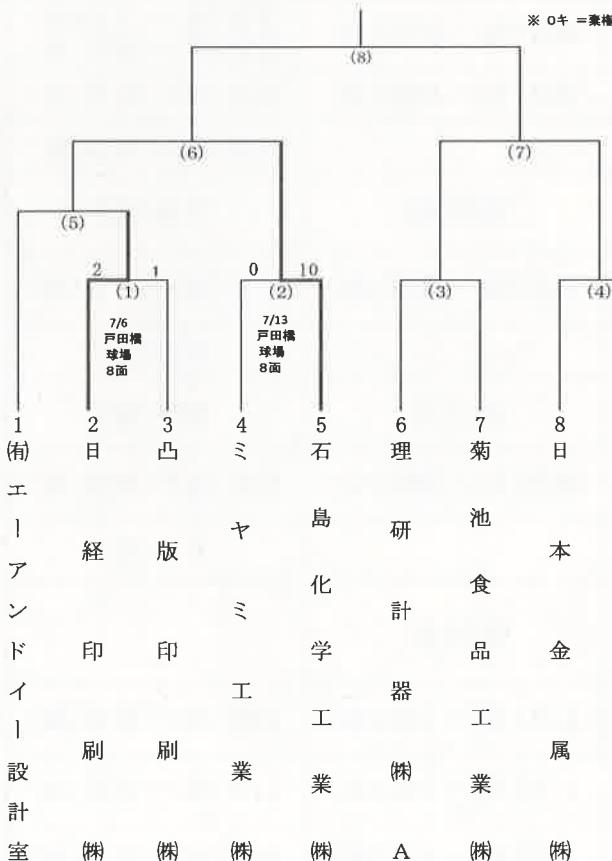 ※ 0キ =棄権
(8)
(6)
(7)
(5)
2
1
0
10
(1)
(2)
(3)
(4)
7/6
戸田橋
球場
8面
7/13
戸田橋
球場
8面
1
2
3
4
5
6
7
8
㈲エーアンドイー設計室
日経印刷㈱
凸版印刷㈱
ミヤミ工業㈱
石島化学工業㈱
理研計器㈱A
菊池食品工業㈱
日本金属㈱